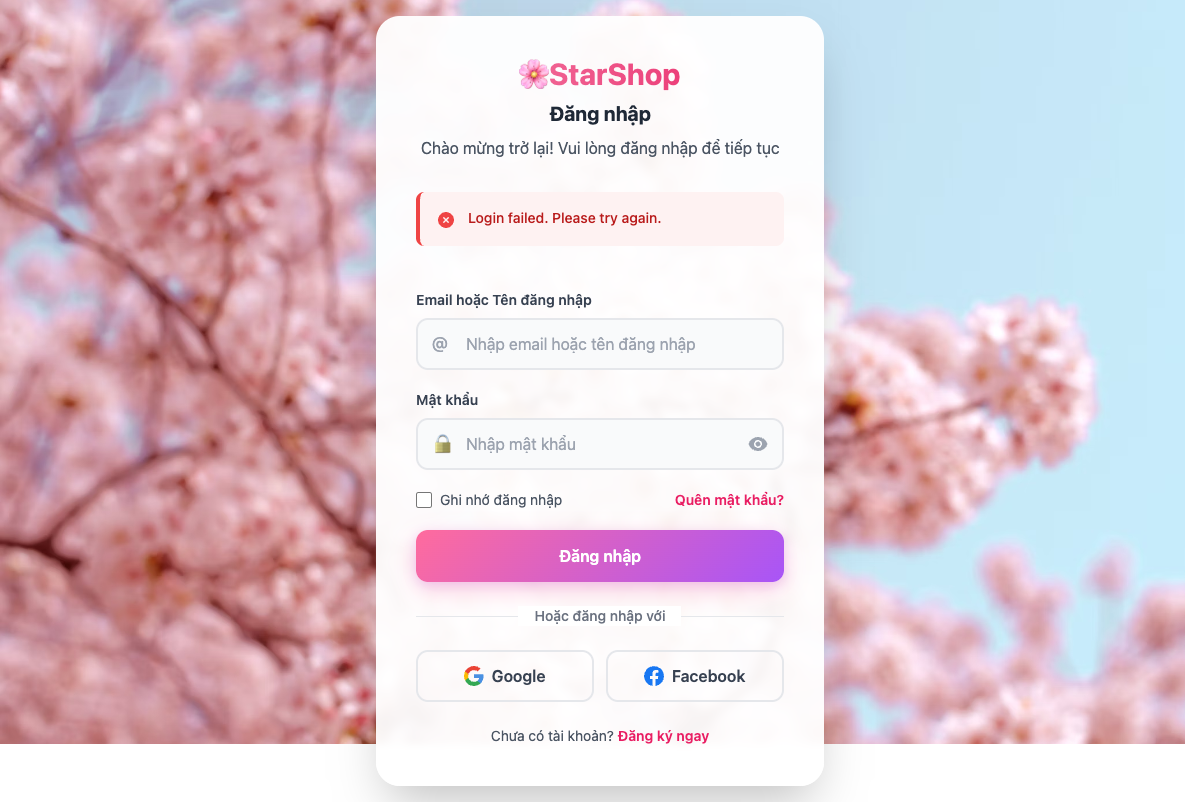 🌸StarShop
Đăng nhập
Chào mừng trở lại! Vui lòng đăng nhập để tiếp tục
Login failed. Please try again.
Email hoặc Tên đăng nhập
@ Nhập email hoặc tên đăng nhập
Mật khẩu
Nhập mật khẩu
Ghi nhớ đăng nhập Quên mật khẩu?
Đăng nhập
Hoặc đăng nhập với
Google Facebook
Chưa có tài khoản? Đăng ký ngay